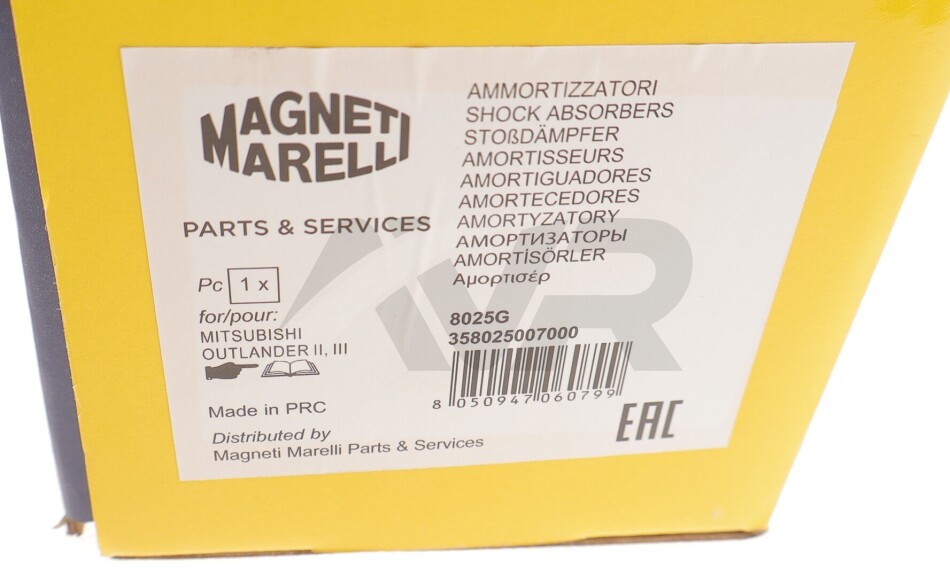 MAGNETI
MARELLI
PARTS & SERVICES
Pc 1 x
for/pour:
MITSUBISHI
OUTLANDER II, III
Made in PRC
Distributed by
Magneti Marelli Parts & Services
AMMORTIZZATORI
SHOCK ABSORBERS
STOßDÄMPFER
AMORTISSEURS
AMORTIGUADORES
AMORTECEDORES
AMORTYZATORY
АМОРТИЗАТОРЫ
AMORTİSÖRLER
Αμορτισέρ
8025G
358025007000
8 050947 060799
EAC
VR